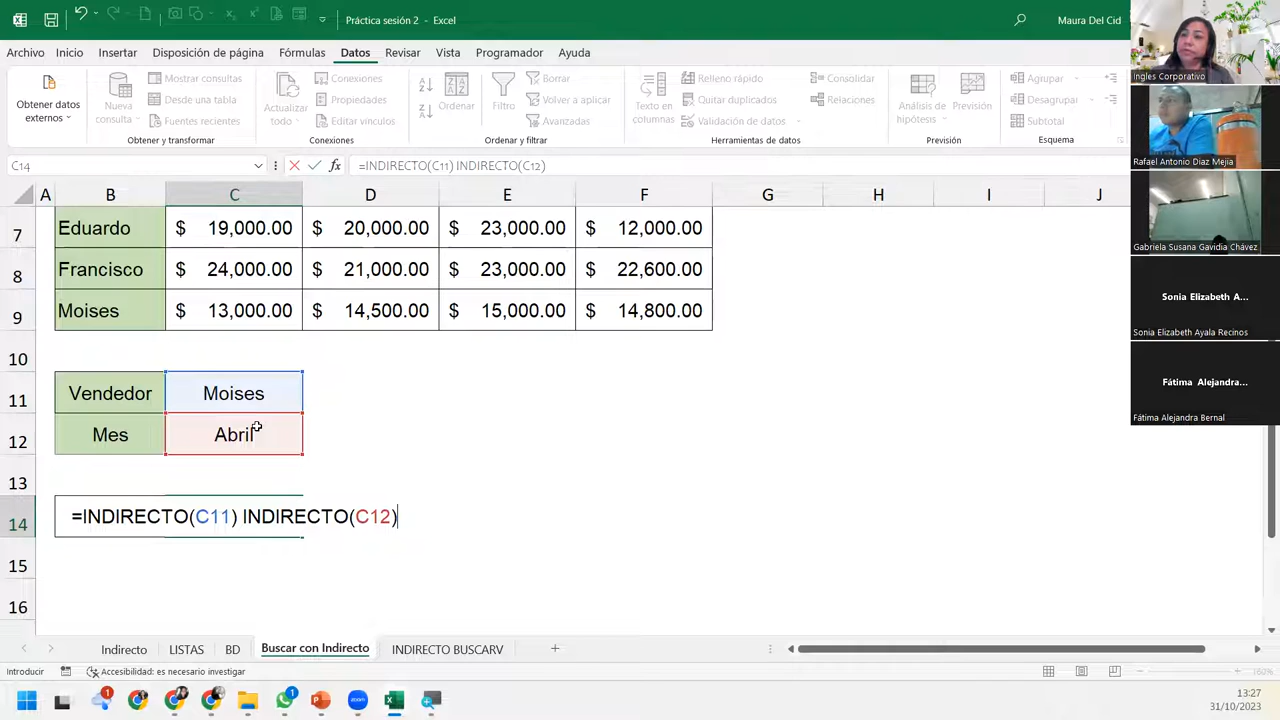 Práctica sesión 2 - Excel
Maura Del Cid
Archivo Inicio Insertar Disposición de página Fórmulas Datos Revisar Vista Programador Ayuda
Obtener datos externos
Nueva consulta
Mostrar consultas
Desde una tabla
Fuentes recientes
Obtener y transformar
Actualizar todo
Conexiones
Propiedades
Editar vínculos
Conexiones
Ordenar
Filtro
Borrar
Volver a aplicar
Avanzadas
Ordenar y filtrar
Texto en columnas
Relleno rápido
Quitar duplicados
Validación de datos
Consolidar
Relaciones
Herramientas de datos
Análisis de hipótesis
Previsión
Previsión
Agrupar
Desagrupar
Subtotal
Esquema
C14
fx
=INDIRECTO(C11) INDIRECTO(C12)
A B C D E F G H I J
7 Eduardo $ 19,000.00 $ 20,000.00 $ 23,000.00 $ 12,000.00
8 Francisco $ 24,000.00 $ 21,000.00 $ 23,000.00 $ 22,600.00
9 Moises $ 13,000.00 $ 14,500.00 $ 15,000.00 $ 14,800.00
10
11 Vendedor Moises
12 Mes Abril
13
14 =INDIRECTO(C11) INDIRECTO(C12)
15
16
Indirecto LISTAS BD Buscar con Indirecto INDIRECTO BUSCARV
Introducir Accesibilidad: es necesario investigar 160%
13:27
31/10/2023
Ingles Corporativo
Rafael Antonio Diaz Mejia
Gabriela Susana Gavidia Chávez
Sonia Elizabeth A...
Sonia Elizabeth Ayala Recinos
Fátima Alejandra...
Fátima Alejandra Bernal